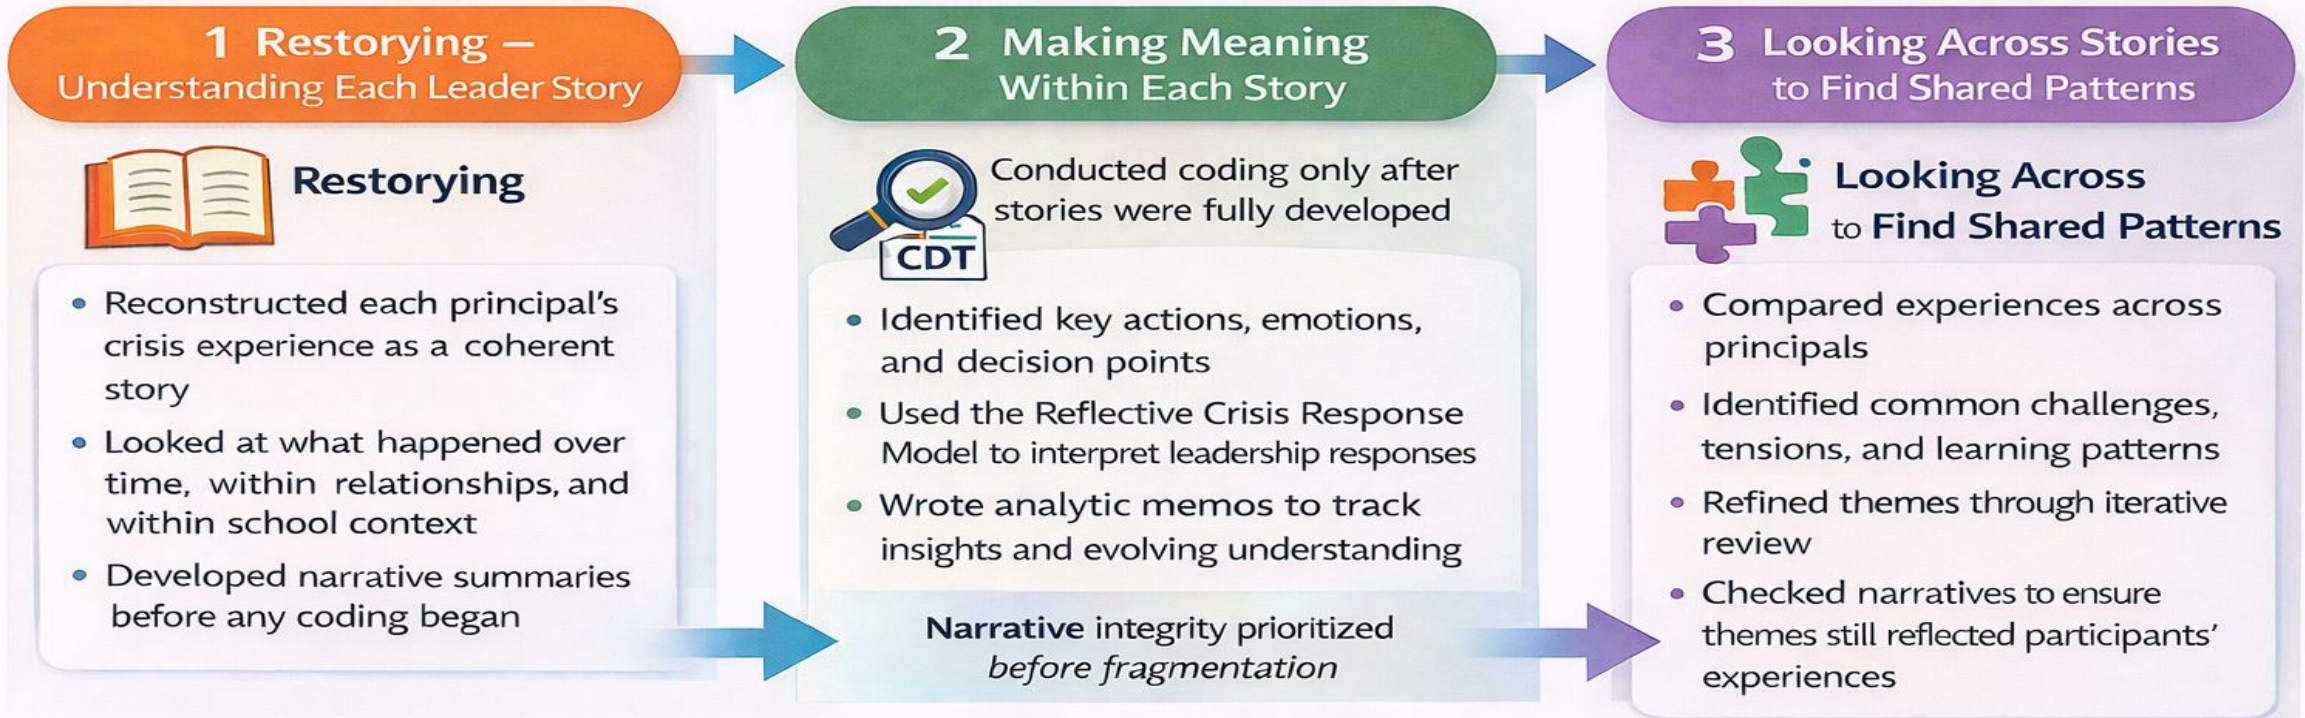 1 Restorying –
Understanding Each Leader Story
Restorying
• Reconstructed each principal's
crisis experience as a coherent
story
• Looked at what happened over
time, within relationships, and
within school context
• Developed narrative summaries
before any coding began
2 Making Meaning
Within Each Story
Conducted coding only after
stories were fully developed
CDT
• Identified key actions, emotions,
and decision points
• Used the Reflective Crisis Response
Model to interpret leadership responses
• Wrote analytic memos to track
insights and evolving understanding
Narrative integrity prioritized
before fragmentation
3 Looking Across Stories
to Find Shared Patterns
Looking Across
to Find Shared Patterns
• Compared experiences across
principals
• Identified common challenges,
tensions, and learning patterns
• Refined themes through iterative
review
• Checked narratives to ensure
themes still reflected participants'
experiences